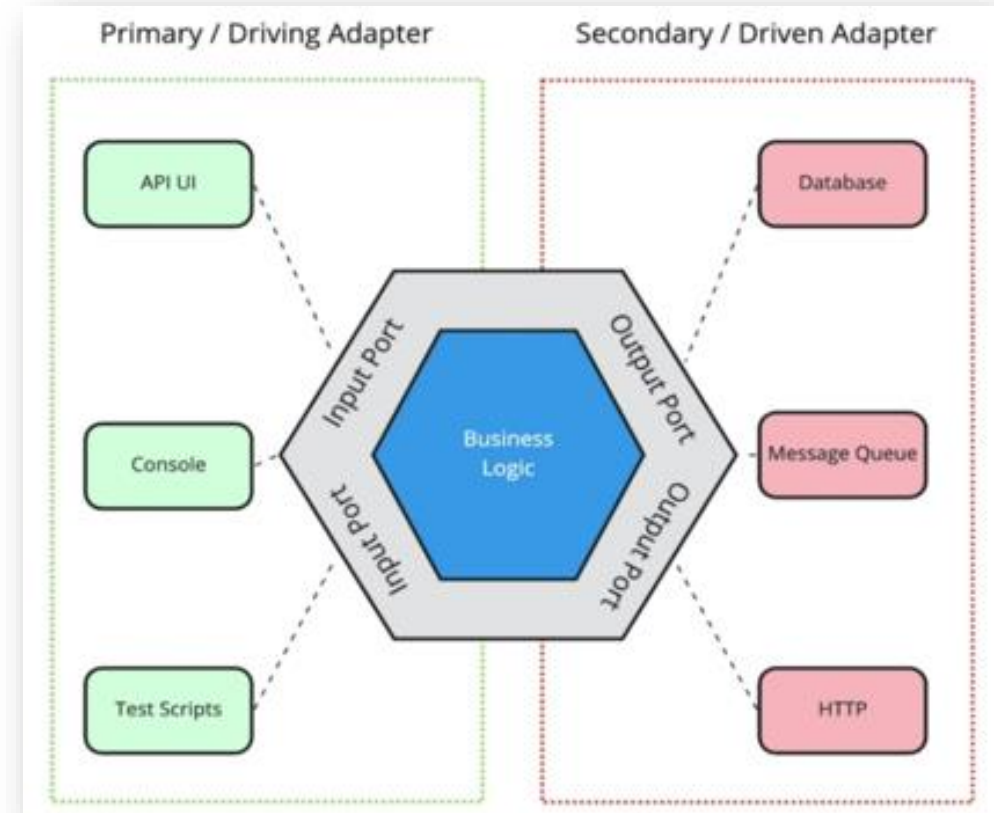 Primary / Driving Adapter
Secondary / Driven Adapter
API UI
Database
Input Port
Output Port
Business
Logic
Console
Message Queue
Input Port
Output Port
Test Scripts
HTTP